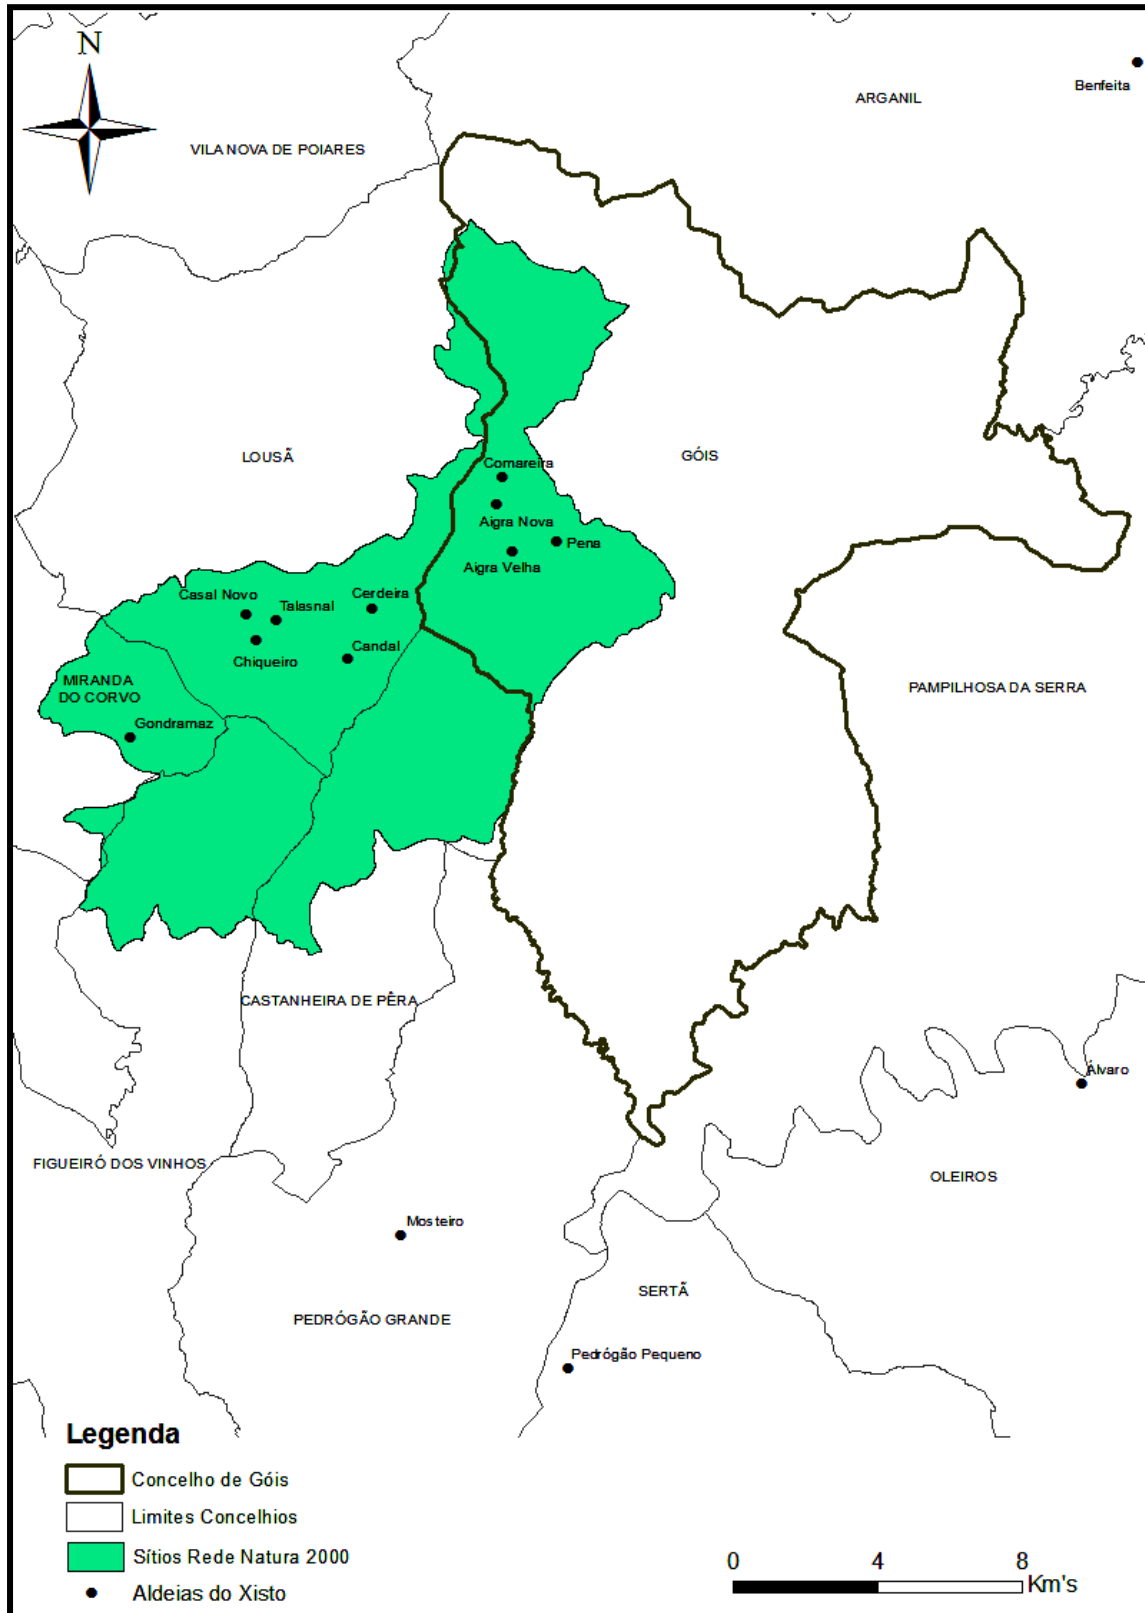 N
Benfeita
ARGANIL
VILA NOVA DE POIARES
LOUSÃ
GÓIS
Comareira
Aigra Nova
Pena
Aigra Velha
Casal Novo
Talasnal
Cerdeira
Chiqueiro
Candal
MIRANDA
DO CORVO
Gondramaz
PAMPILHOSA DA SERRA
CASTANHEIRA DE PÊRA
Álvaro
FIGUEIRÓ DOS VINHOS
OLEIROS
Mosteiro
SERTÃ
PEDRÓGÃO GRANDE
Pedrógão Pequeno
Legenda
Concelho de Góis
Limites Concelhios
Sítios Rede Natura 2000
Aldeias do Xisto
0 4 8
Km's